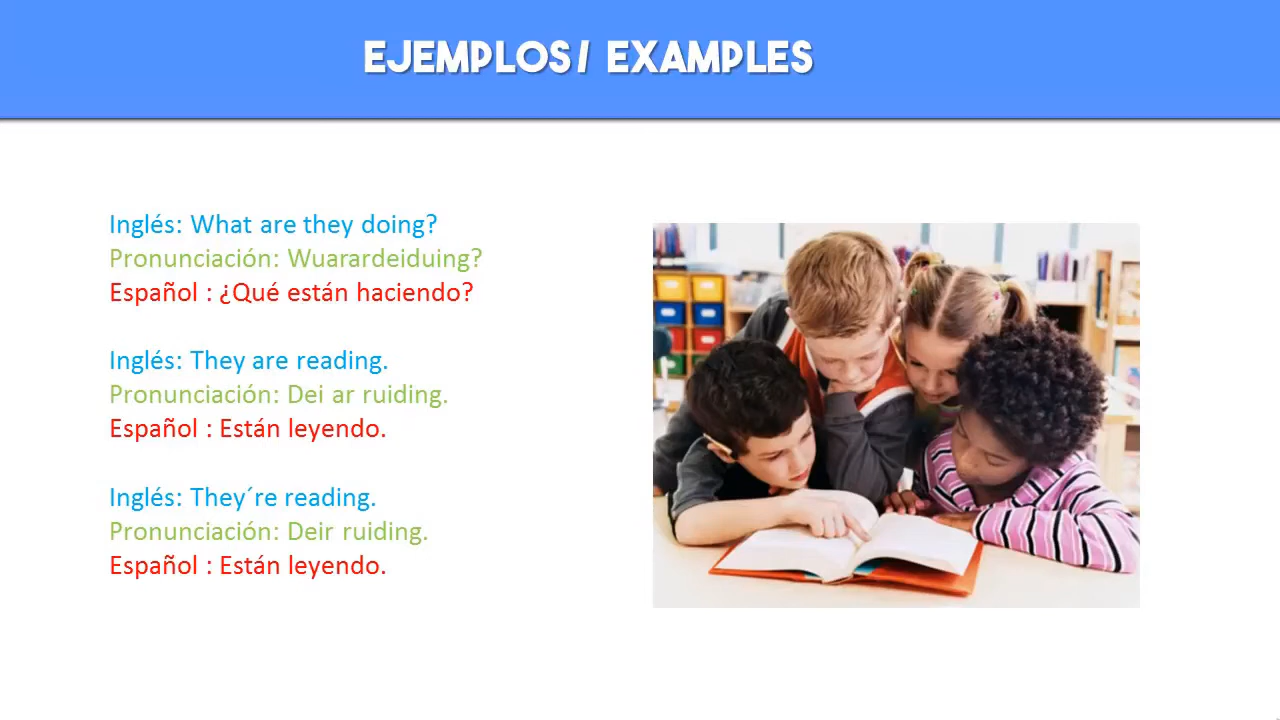 EJEMPLOS/ EXAMPLES
Inglés: What are they doing?
Pronunciación: Wuarardeiduing?
Español : ¿Qué están haciendo?
Inglés: They are reading.
Pronunciación: Dei ar ruiding.
Español : Están leyendo.
Inglés: They´re reading.
Pronunciación: Deir ruiding.
Español : Están leyendo.